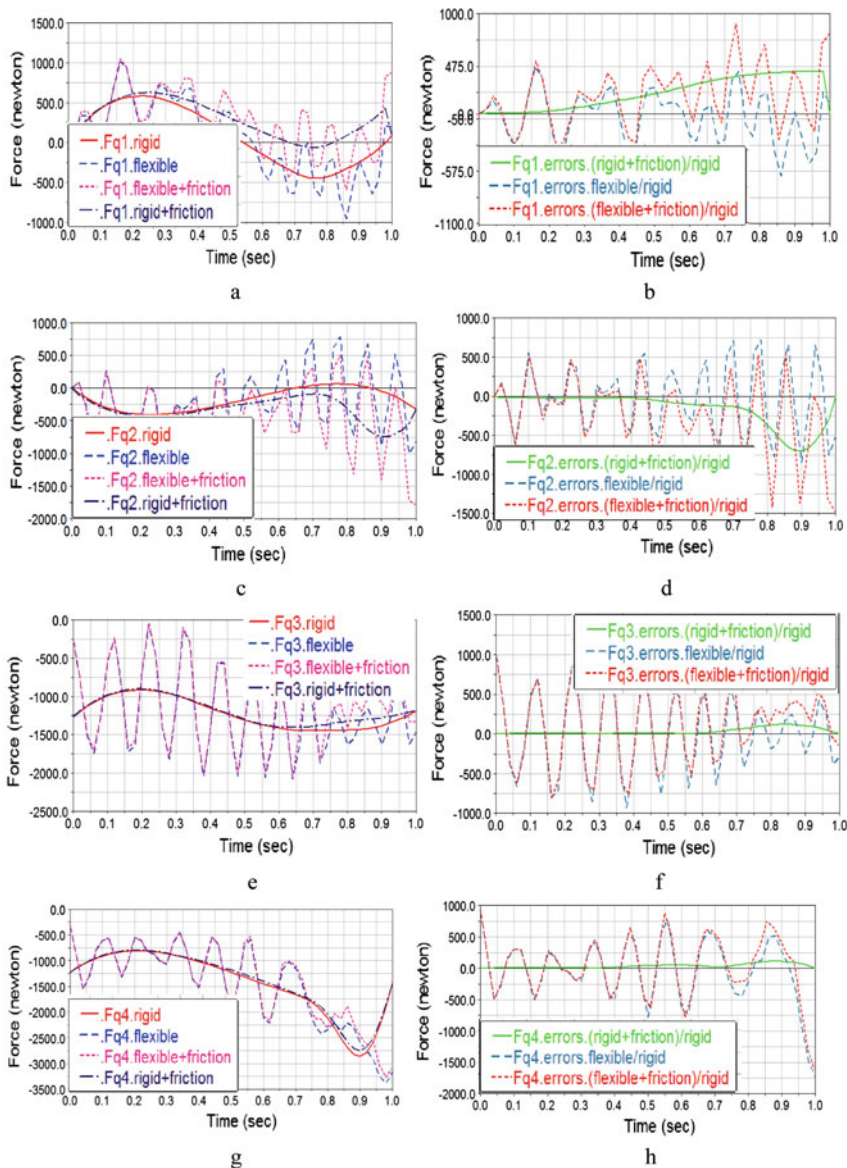 Force (newton)
1500.0
1000.0
500.0
0.0
-500.0
-1000.0
.Fq1.rigid
.Fq1.flexible
.Fq1.flexible+friction
.Fq1.rigid+friction
0.0 0.1 0.2 0.3 0.4 0.5 0.6 0.7 0.8 0.9 1.0
Time (sec)
a
Force (newton)
1000.0
475.0
-575.0
-1100.0
Fq1.errors.(rigid+friction)/rigid
Fq1.errors.flexible/rigid
Fq1.errors.(flexible+friction)/rigid
0.0 0.1 0.2 0.3 0.4 0.5 0.6 0.7 0.8 0.9 1.0
Time (sec)
b
Force (newton)
1000.0
500.0
0.0
-500.0
-1000.0
-1500.0
-2000.0
.Fq2.rigid
.Fq2.flexible
.Fq2.flexible+friction
.Fq2.rigid+friction
0.0 0.1 0.2 0.3 0.4 0.5 0.6 0.7 0.8 0.9 1.0
Time (sec)
c
Force (newton)
1000.0
500.0
0.0
-500.0
-1000.0
-1500.0
Fq2.errors.(rigid+friction)/rigid
Fq2.errors.flexible/rigid
Fq2.errors.(flexible+friction)/rigid
0.0 0.1 0.2 0.3 0.4 0.5 0.6 0.7 0.8 0.9 1.0
Time (sec)
d
Force (newton)
0.0
-500.0
-1000.0
-1500.0
-2000.0
-2500.0
.Fq3.rigid
.Fq3.flexible
.Fq3.flexible+friction
.Fq3.rigid+friction
0.0 0.1 0.2 0.3 0.4 0.5 0.6 0.7 0.8 0.9 1.0
Time (sec)
e
Force (newton)
1000.0
500.0
0.0
-500.0
-1000.0
Fq3.errors.(rigid+friction)/rigid
Fq3.errors.flexible/rigid
Fq3.errors.(flexible+friction)/rigid
0.0 0.1 0.2 0.3 0.4 0.5 0.6 0.7 0.8 0.9 1.0
Time (sec)
f
Force (newton)
0.0
-500.0
-1000.0
-1500.0
-2000.0
-2500.0
-3000.0
-3500.0
.Fq4.rigid
.Fq4.flexible
.Fq4.flexible+friction
.Fq4.rigid+friction
0.0 0.1 0.2 0.3 0.4 0.5 0.6 0.7 0.8 0.9 1.0
Time (sec)
g
Force (newton)
1000.0
500.0
0.0
-500.0
-1000.0
-1500.0
-2000.0
Fq4.errors.(rigid+friction)/rigid
Fq4.errors.flexible/rigid
Fq4.errors.(flexible+friction)/rigid
0.0 0.1 0.2 0.3 0.4 0.5 0.6 0.7 0.8 0.9 1.0
Time (sec)
h